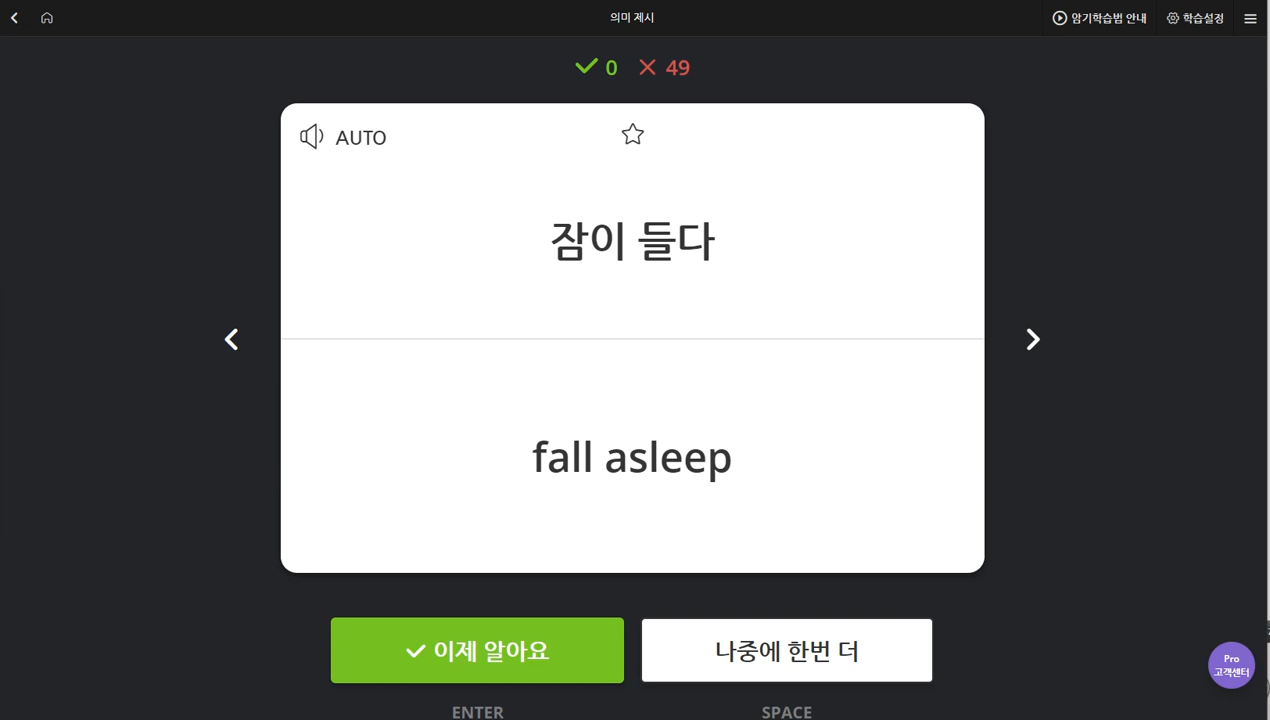 의미 제시
암기학습법 안내
학습설정
0
49
AUTO
잠이 들다
fall asleep
이제 알아요
나중에 한번 더
ENTER
SPACE
Pro
고객센터